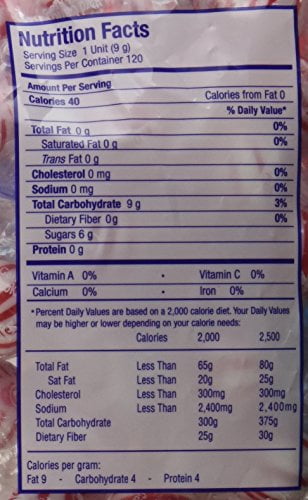 Nutrition Facts
Serving Size 1 Unit (9 g)
Servings Per Container 120
Amount Per Serving
Calories 40 Calories from Fat 0
% Daily Value*
Total Fat 0 g 0%
Saturated Fat 0 g 0%
Trans Fat 0 g
Cholesterol 0 mg 0%
Sodium 0 mg 0%
Total Carbohydrate 9 g 3%
Dietary Fiber 0g 0%
Sugars 6 g
Protein 0 g
Vitamin A 0% • Vitamin C 0%
Calcium 0% • Iron 0%
*Percent Daily Values are based on a 2,000 calorie diet. Your Daily Values
may be higher or lower depending on your calorie needs:
Calories 2,000 2,500
Total Fat Less Than 65g 80g
Sat Fat Less Than 20g 25g
Cholesterol Less Than 300mg 300mg
Sodium Less Than 2,400mg 2,400mg
Total Carbohydrate 300g 375g
Dietary Fiber 25g 30g
Calories per gram:
Fat 9 - Carbohydrate 4 - Protein 4